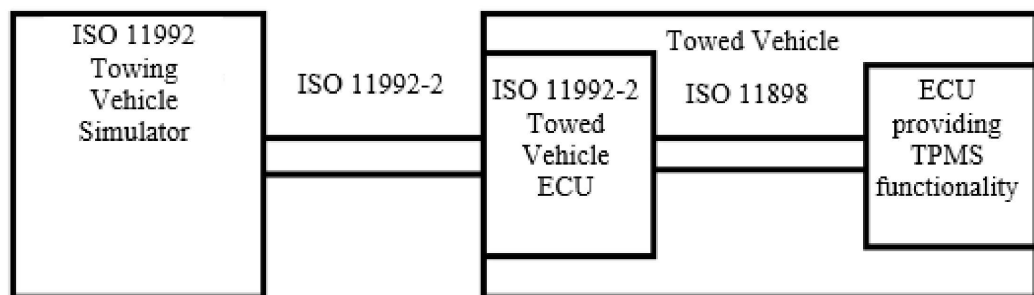 ISO 11992
Towing
Vehicle
Simulator
ISO 11992-2
Towed Vehicle
ISO 11992-2
Towed
Vehicle
ECU
ISO 11898
ECU
providing
TPMS
functionality